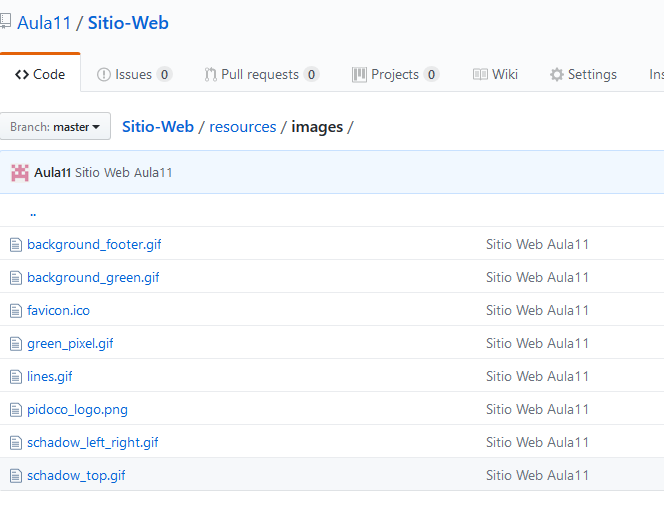 Aula11 / Sitio-Web
Code Issues 0 Pull requests 0 Projects 0 Wiki Settings
Branch: master Sitio-Web / resources / images /
Aula11 Sitio Web Aula11
..
background_footer.gif Sitio Web Aula11
background_green.gif Sitio Web Aula11
favicon.ico Sitio Web Aula11
green_pixel.gif Sitio Web Aula11
lines.gif Sitio Web Aula11
pidoco_logo.png Sitio Web Aula11
schadow_left_right.gif Sitio Web Aula11
schadow_top.gif Sitio Web Aula11